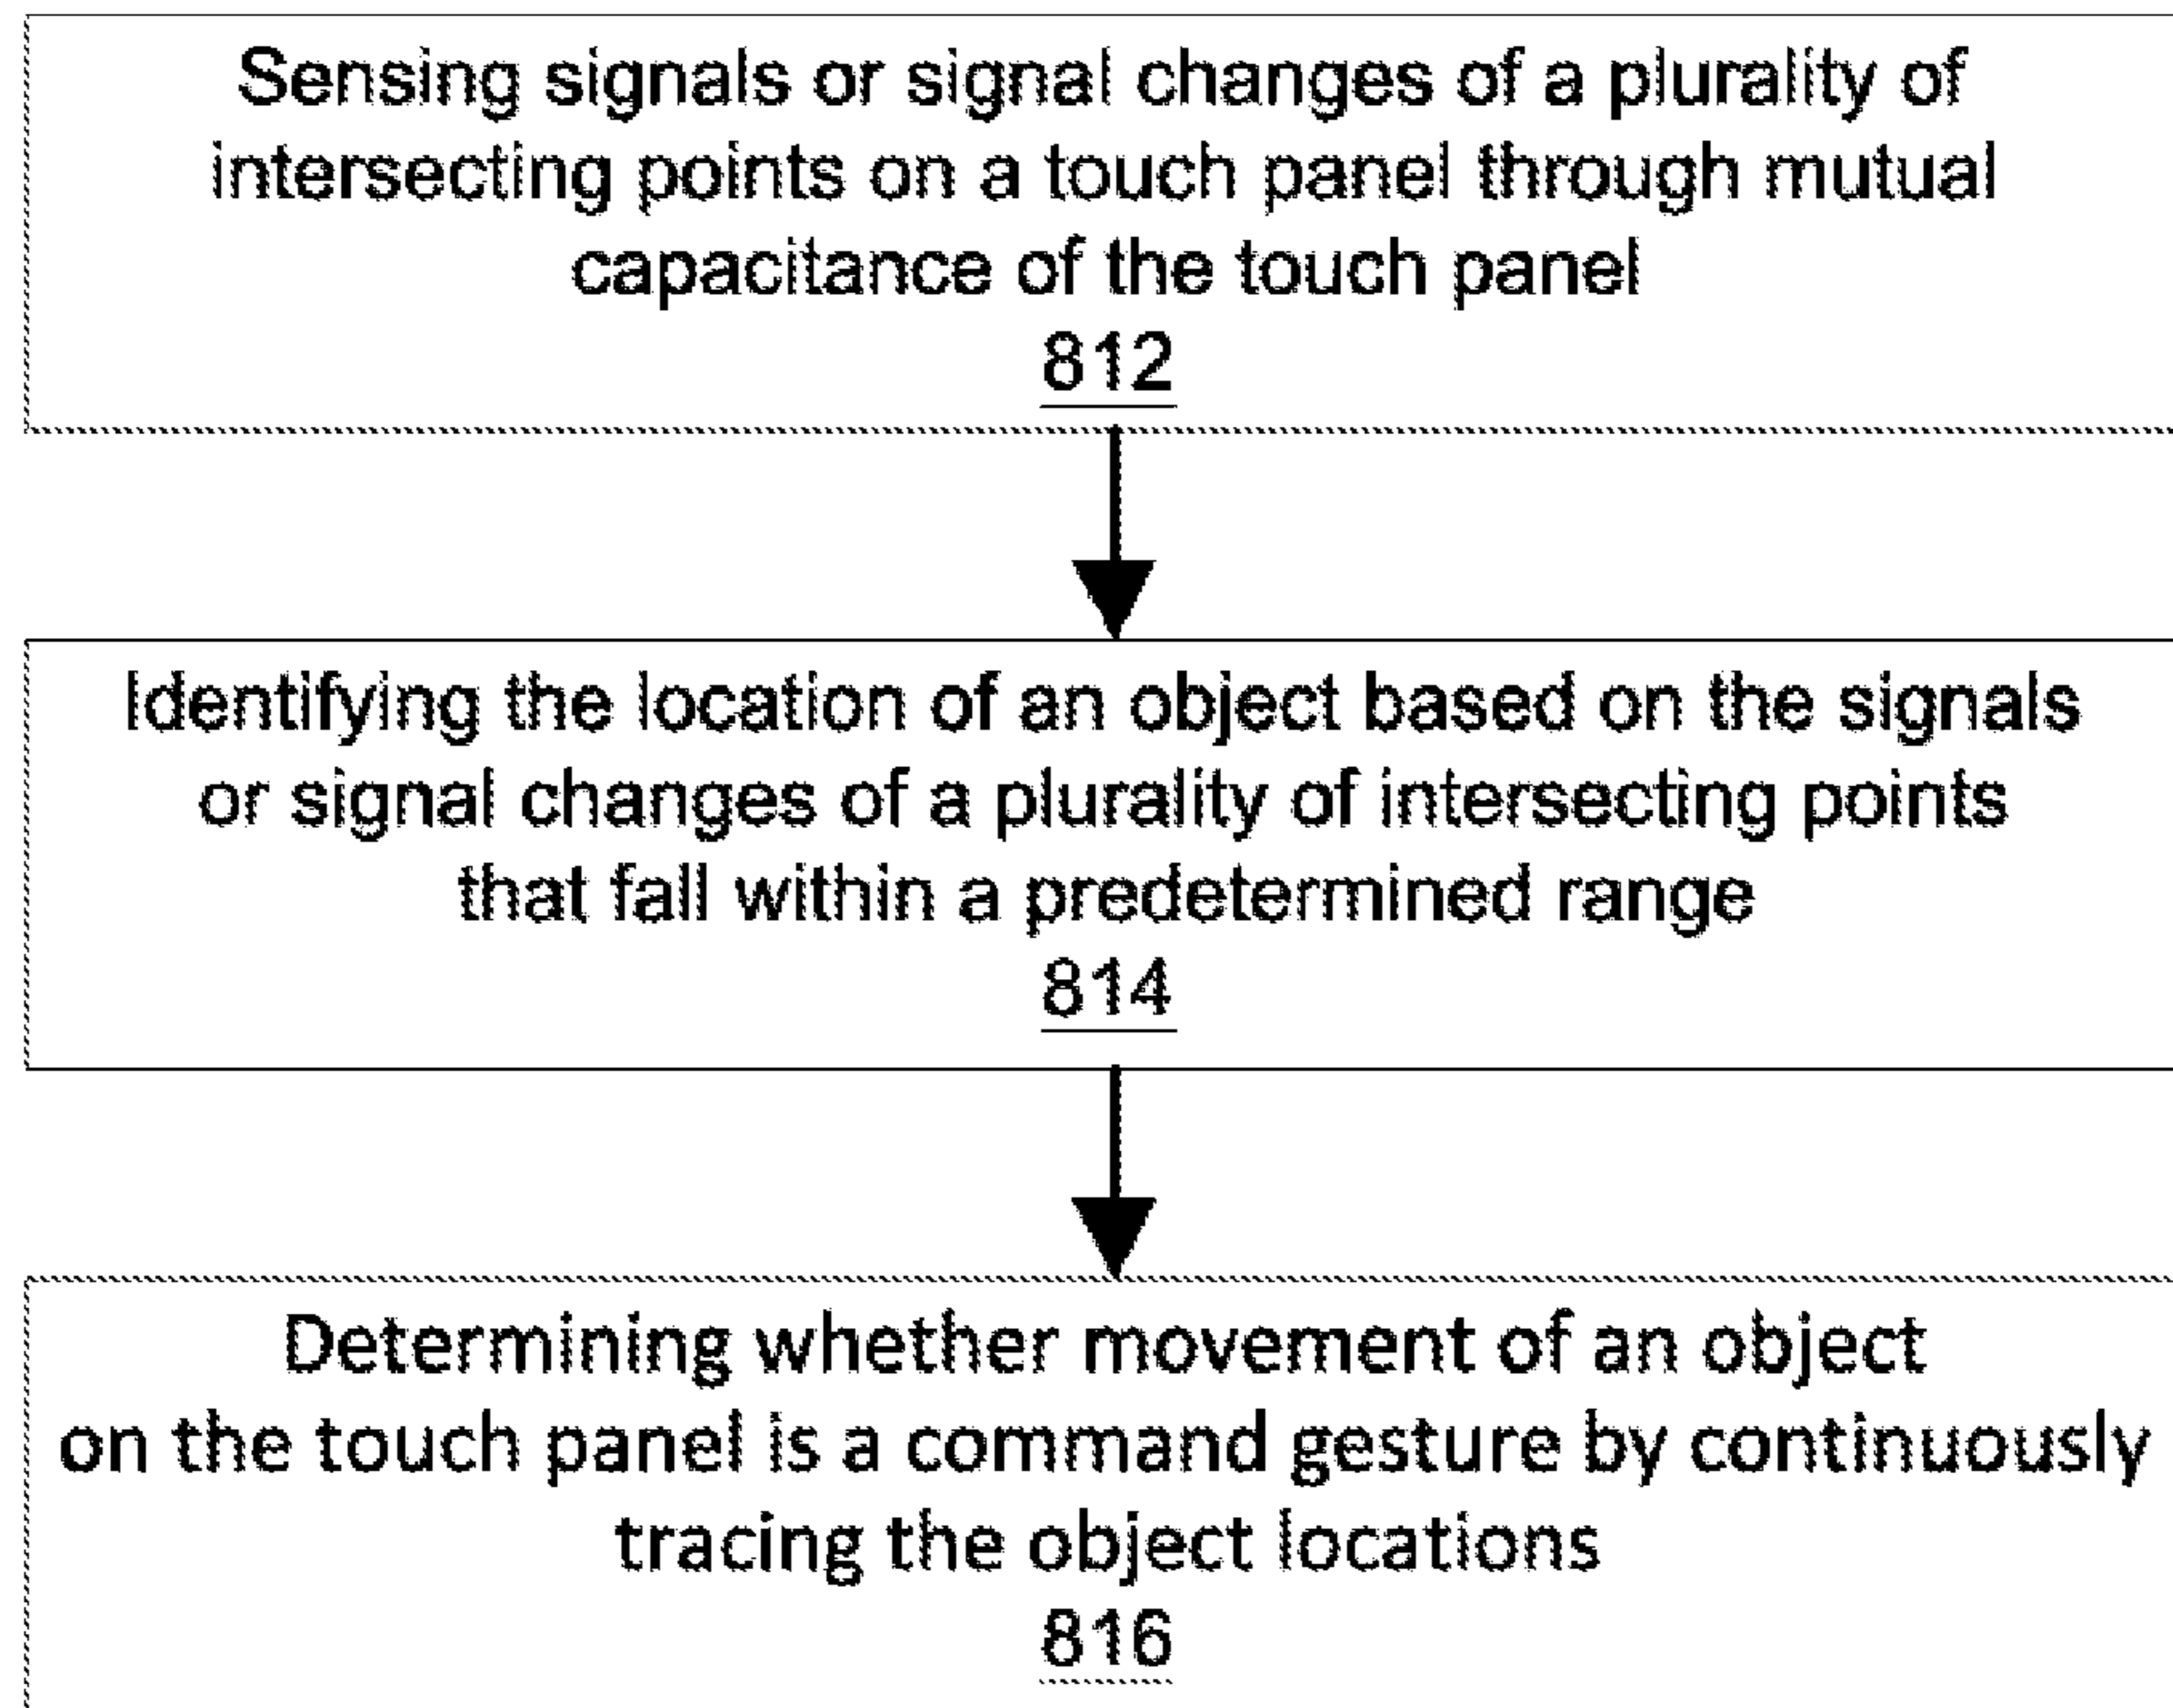 Sensing signals or signal changes of a plurality of
intersecting points on a touch panel through mutual
capacitance of the touch panel
812
Identifying the location of an object based on the signals
or signal changes of a plurality of intersecting points
that fall within a predetermined range
814
Determining whether movement of an object
on the touch panel is a command gesture by continuously
tracing the object locations
816